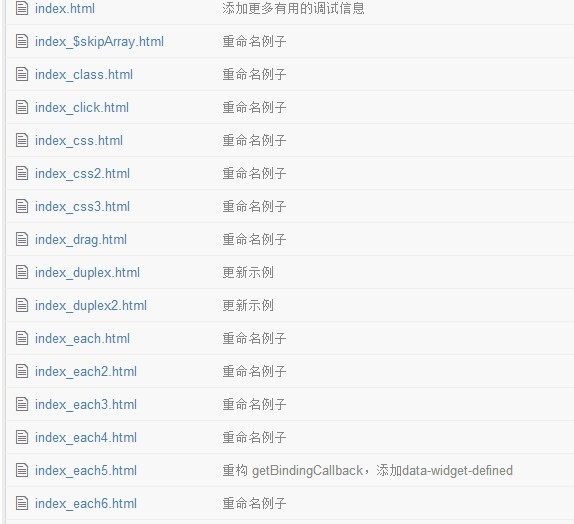 index.html 添加更多有用的调试信息
index_$skipArray.html 重命名例子
index_class.html 重命名例子
index_click.html 重命名例子
index_css.html 重命名例子
index_css2.html 重命名例子
index_css3.html 重命名例子
index_drag.html 重命名例子
index_duplex.html 更新示例
index_duplex2.html 更新示例
index_each.html 重命名例子
index_each2.html 重命名例子
index_each3.html 重命名例子
index_each4.html 重命名例子
index_each5.html 重构 getBindingCallback，添加data-widget-defined
index_each6.html 重命名例子